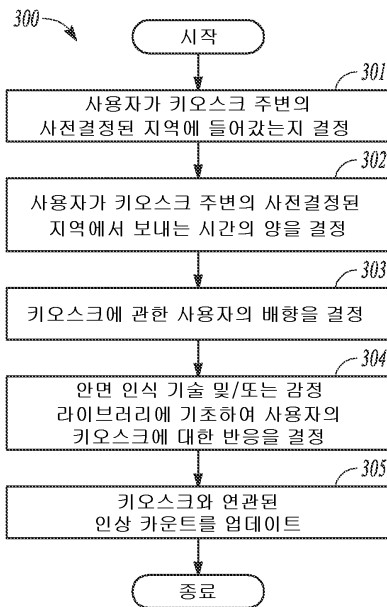 300
시작
301
사용자가 키오스크 주변의
사전결정된 지역에 들어갔는지 결정
302
사용자가 키오스크 주변의 사전결정된
지역에서 보내는 시간의 양을 결정
303
키오스크에 관한 사용자의 배향을 결정
304
안면 인식 기술 및/또는 감정
라이브러리에 기초하여 사용자의
키오스크에 대한 반응을 결정
305
키오스크와 연관된
인상 카운트를 업데이트
종료